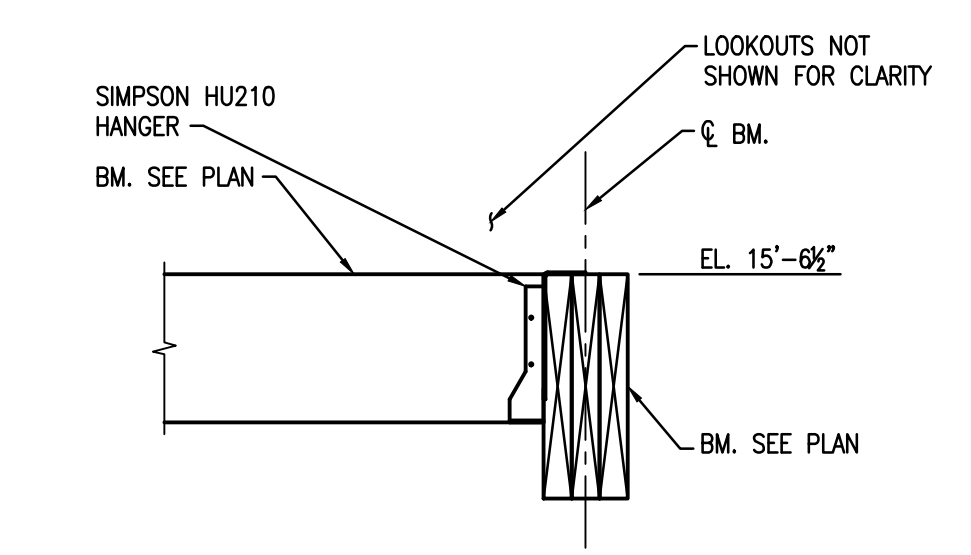 LOOKOUTS NOT
SHOWN FOR CLARITY
SIMPSON HU210
HANGER
℄ BM.
BM. SEE PLAN
EL. 15'-6½"
BM. SEE PLAN